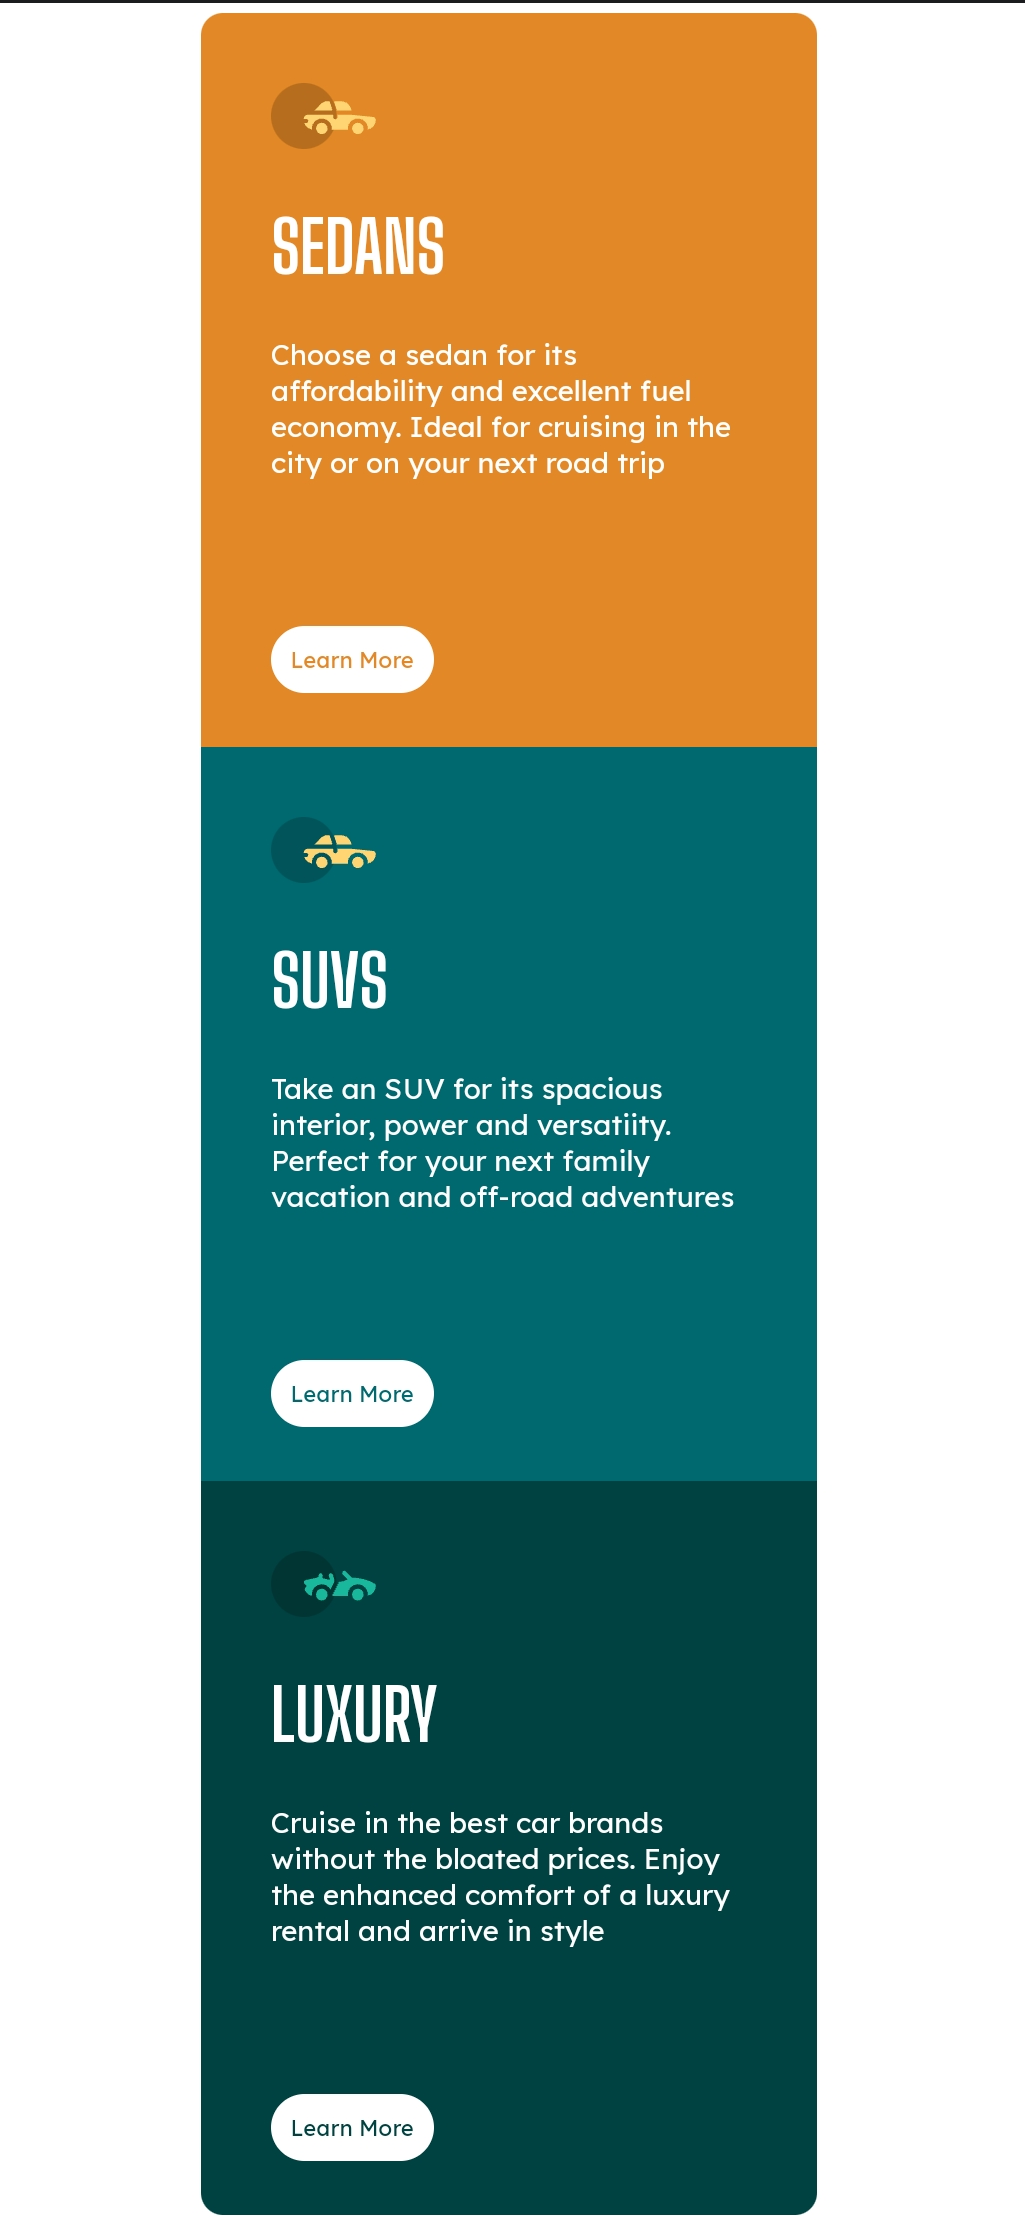 SEDANS
Choose a sedan for its
affordability and excellent fuel
economy. Ideal for cruising in the
city or on your next road trip
Learn More
SUVS
Take an SUV for its spacious
interior, power and versatiity.
Perfect for your next family
vacation and off-road adventures
Learn More
LUXURY
Cruise in the best car brands
without the bloated prices. Enjoy
the enhanced comfort of a luxury
rental and arrive in style
Learn More